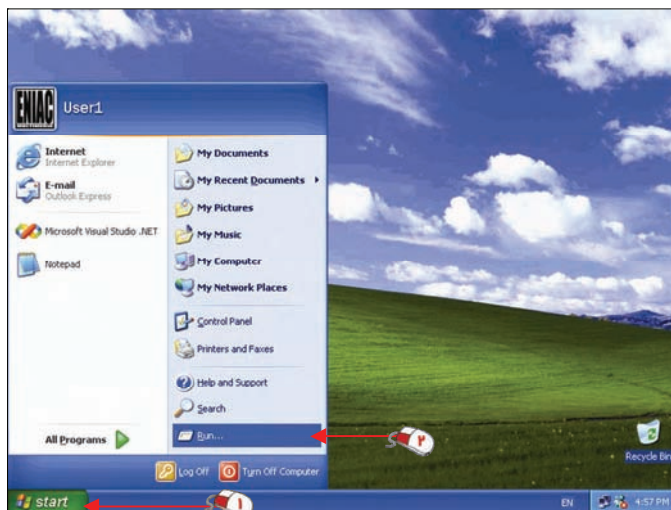 ENIAC
User1
Internet
Internet Explorer
E-mail
Outlook Express
Microsoft Visual Studio .NET
Notepad
All Programs
My Documents
My Recent Documents
My Pictures
My Music
My Computer
My Network Places
Control Panel
Printers and Faxes
Help and Support
Search
Run...
۲
Log Off
Turn Off Computer
Recycle Bin
start
۱
EN
4:57 PM